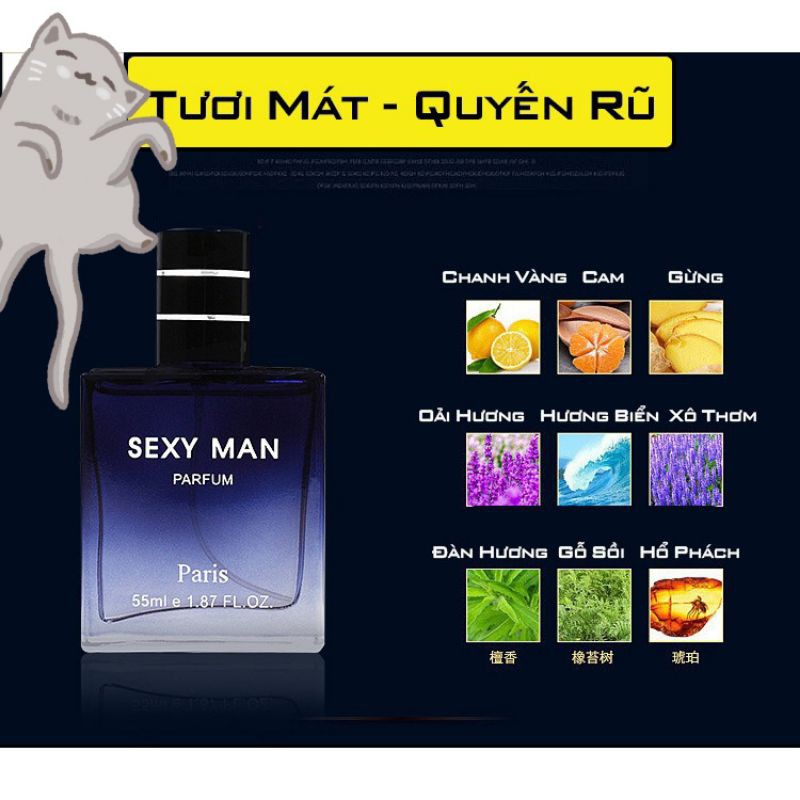 Tươi Mát - Quyến Rũ
Chanh Vàng Cam Gừng
Oải Hương Hương Biển Xô Thơm
Đàn Hương Gỗ Sồi Hổ Phách
檀香 橡苔树 琥珀
SEXY MAN
PARFUM
Paris
55ml e 1.87 FL.OZ.